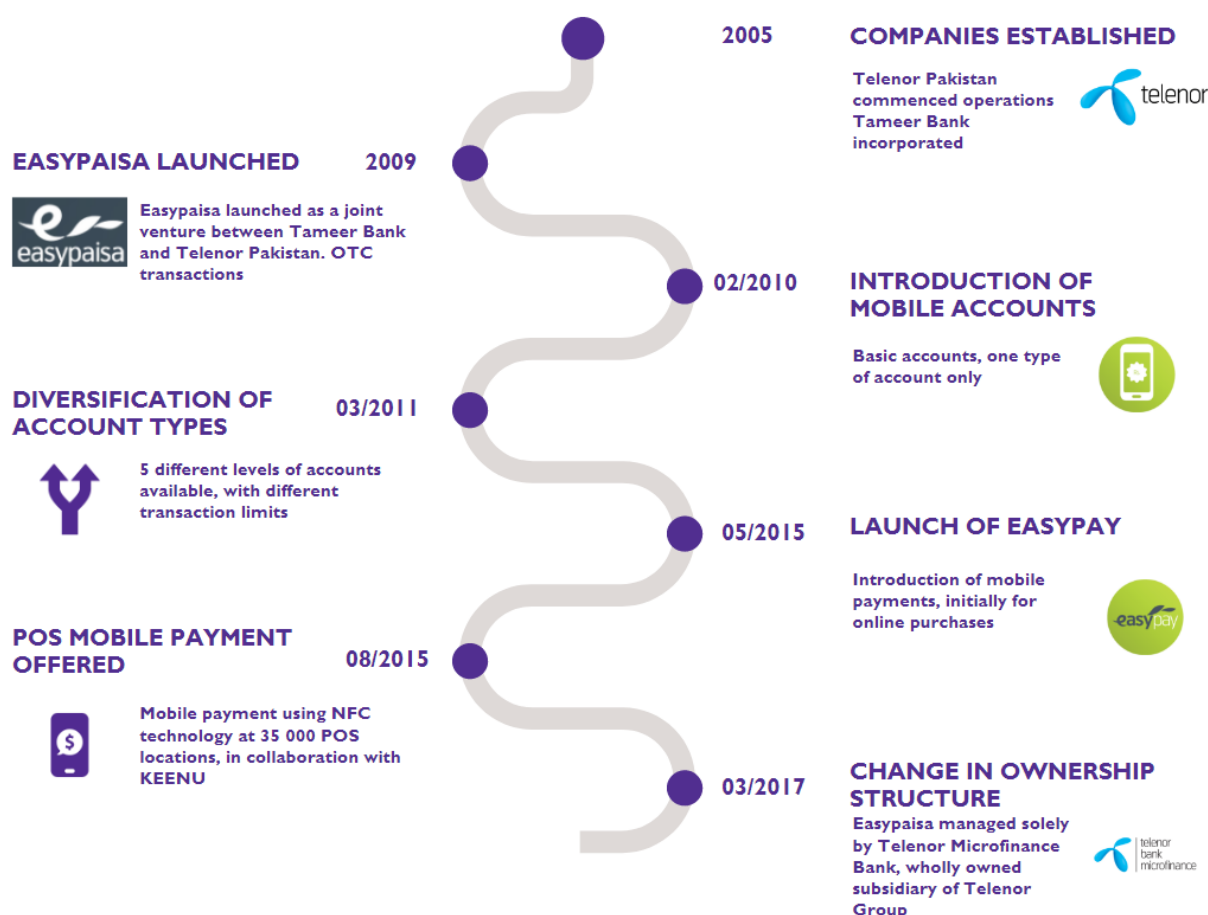 2005
COMPANIES ESTABLISHED
Telenor Pakistan
commenced operations
Tameer Bank
incorporated
telenor
EASYPAISA LAUNCHED
2009
easypaisa
Easypaisa launched as a joint
venture between Tameer Bank
and Telenor Pakistan. OTC
transactions
02/2010
INTRODUCTION OF
MOBILE ACCOUNTS
Basic accounts, one type
of account only
DIVERSIFICATION OF
ACCOUNT TYPES
03/2011
5 different levels of accounts
available, with different
transaction limits
05/2015
LAUNCH OF EASYPAY
Introduction of mobile
payments, initially for
online purchases
easypay
POS MOBILE PAYMENT
OFFERED
08/2015
$
Mobile payment using NFC
technology at 35 000 POS
locations, in collaboration with
KEENU
03/2017
CHANGE IN OWNERSHIP
STRUCTURE
Easypaisa managed solely
by Telenor Microfinance
Bank, wholly owned
subsidiary of Telenor
Group
telenor
bank
microfinance